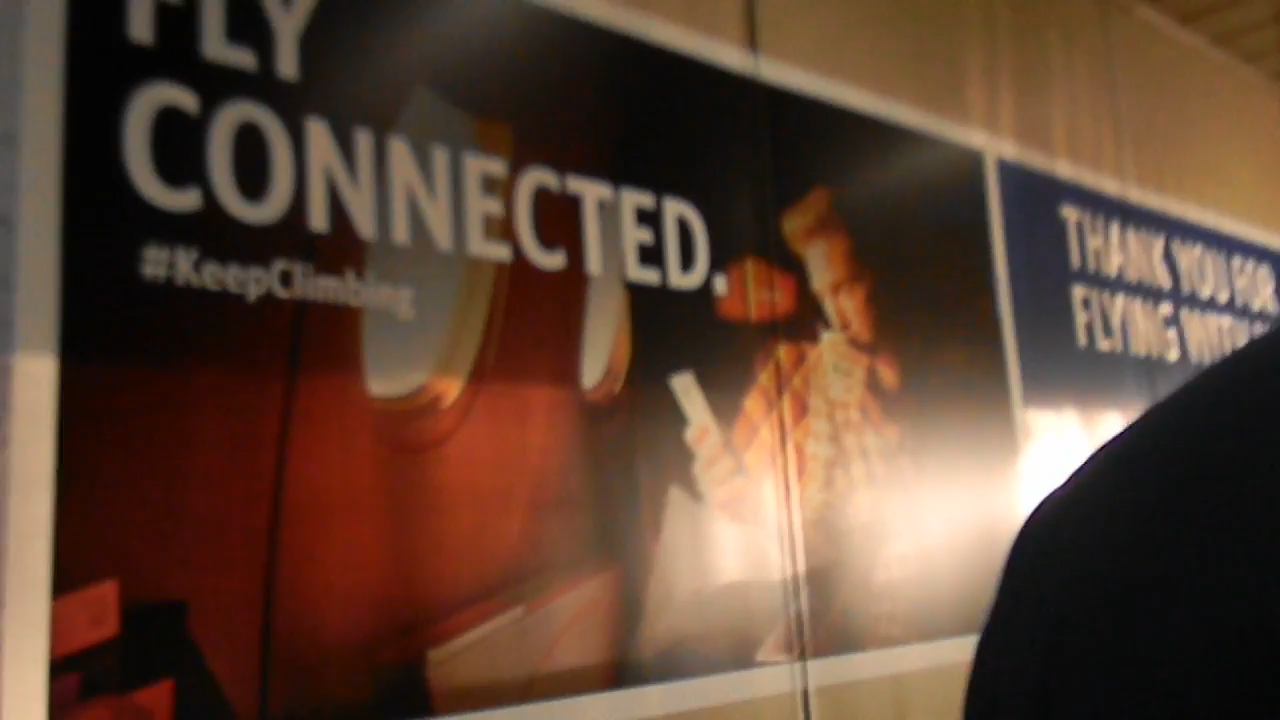 FLY
CONNECTED.
#KeepClimbing
THANK YOU FOR
FLYING WITH